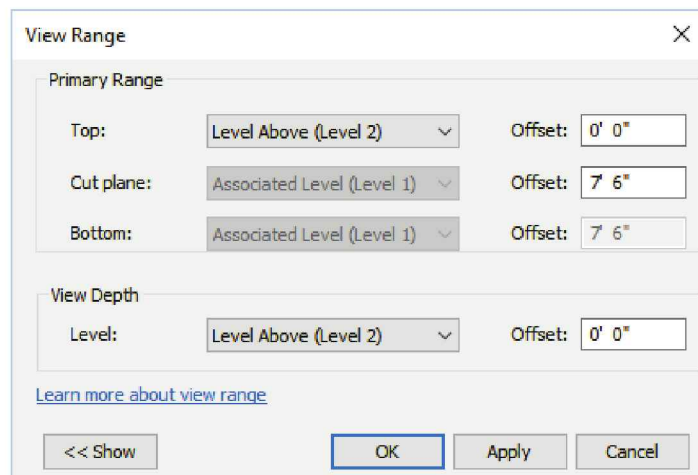 View Range
Primary Range
Top: Level Above (Level 2) Offset: 0' 0"
Cut plane: Associated Level (Level 1) Offset: 7' 6"
Bottom: Associated Level (Level 1) Offset: 7' 6"
View Depth
Level: Level Above (Level 2) Offset: 0' 0"
Learn more about view range
<< Show OK Apply Cancel